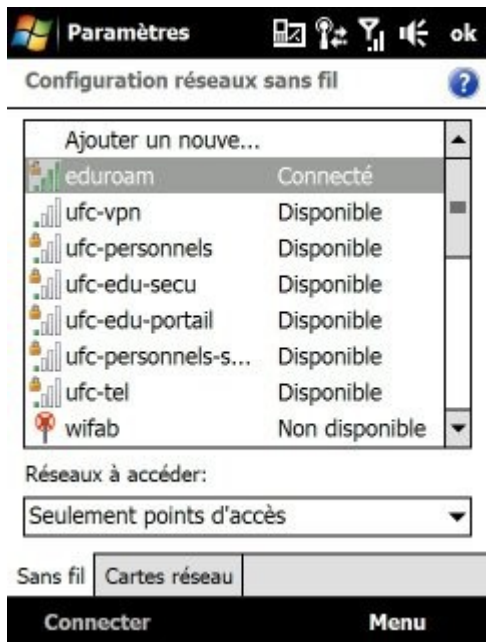 Paramètres ok
Configuration réseaux sans fil ?
Ajouter un nouve...
eduroam Connecté
ufc-vpn Disponible
ufc-personnels Disponible
ufc-edu-secu Disponible
ufc-edu-portail Disponible
ufc-personnels-s... Disponible
ufc-tel Disponible
wifab Non disponible
Réseaux à accéder:
Seulement points d'accès
Sans fil Cartes réseau
Connecter Menu